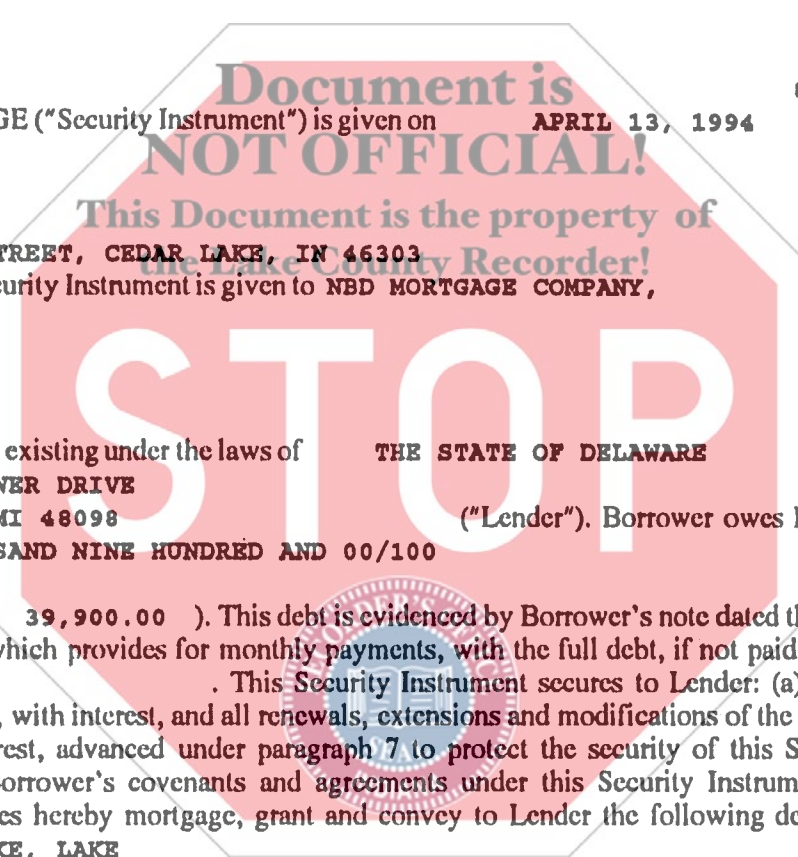 Document is
GE ("Security Instrument") is given on APRIL 13, 1994
NOT OFFICIAL!
This Document is the property of
TREET, CEDAR LAKE, IN 46303
the Lake County Recorder!
curity Instrument is given to NBD MORTGAGE COMPANY,
STOP
existing under the laws of THE STATE OF DELAWARE
VER DRIVE
MI 48098 ("Lender"). Borrower owes
SAND NINE HUNDRED AND 00/100
39,900.00 ). This debt is evidenced by Borrower's note dated th
which provides for monthly payments, with the full debt, if not paid
. This Security Instrument secures to Lender: (a)
, with interest, and all renewals, extensions and modifications of the
rest, advanced under paragraph 7 to protect the security of this S
orrower's covenants and agreements under this Security Instrum
es hereby mortgage, grant and convey to Lender the following de
KE, LAKE